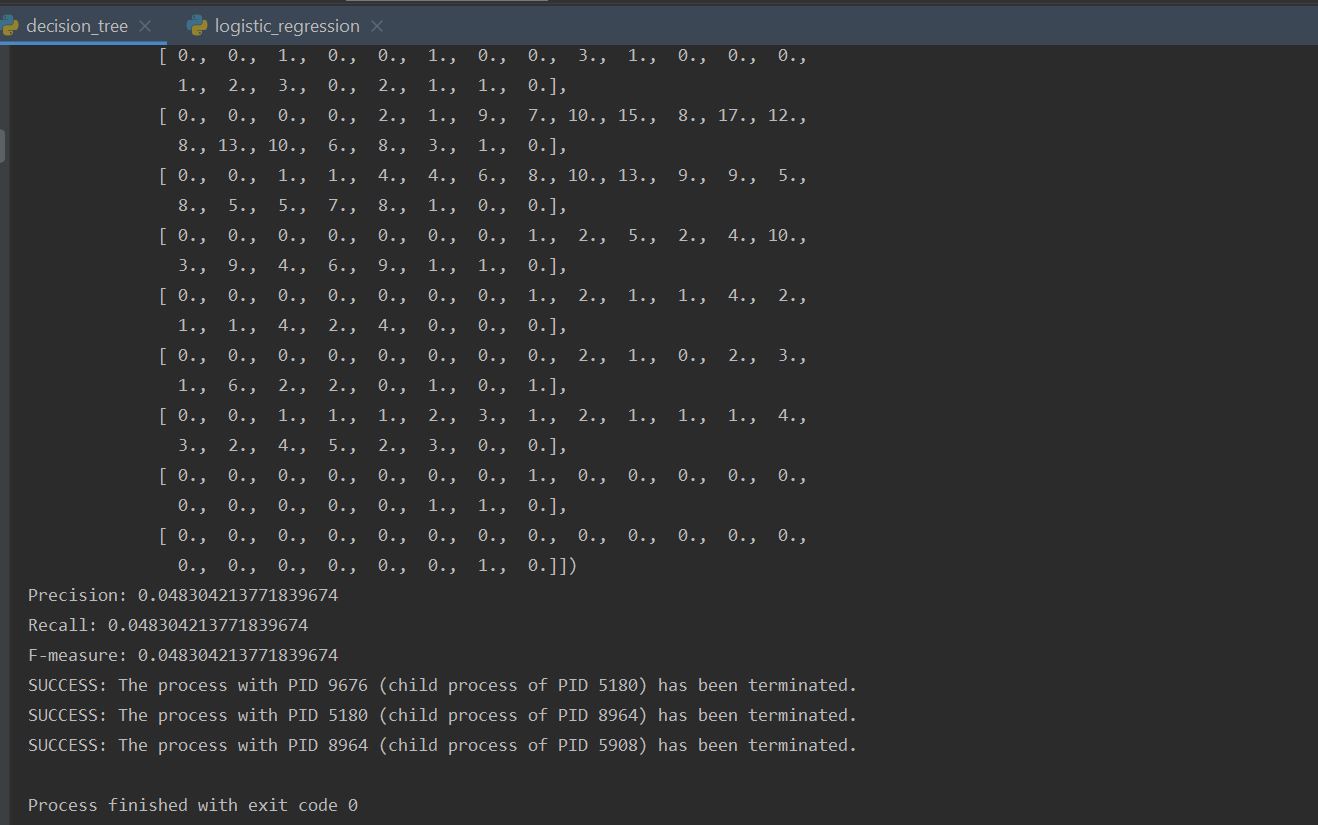 decision_tree × logistic_regression ×
[ 0., 0., 1., 0., 0., 1., 0., 0., 3., 1., 0., 0., 0.,
1., 2., 3., 0., 2., 1., 1., 0.],
[ 0., 0., 0., 0., 2., 1., 9., 7., 10., 15., 8., 17., 12.,
8., 13., 10., 6., 8., 3., 1., 0.],
[ 0., 0., 1., 1., 4., 4., 6., 8., 10., 13., 9., 9., 5.,
8., 5., 5., 7., 8., 1., 0., 0.],
[ 0., 0., 0., 0., 0., 0., 0., 1., 2., 5., 2., 4., 10.,
3., 9., 4., 6., 9., 1., 1., 0.],
[ 0., 0., 0., 0., 0., 0., 0., 1., 2., 1., 1., 4., 2.,
1., 1., 4., 2., 4., 0., 0., 0.],
[ 0., 0., 0., 0., 0., 0., 0., 0., 2., 1., 0., 2., 3.,
1., 6., 2., 2., 0., 1., 0., 1.],
[ 0., 0., 1., 1., 1., 2., 3., 1., 2., 1., 1., 1., 4.,
3., 2., 4., 5., 2., 3., 0., 0.],
[ 0., 0., 0., 0., 0., 0., 0., 1., 0., 0., 0., 0., 0.,
0., 0., 0., 0., 0., 1., 1., 0.],
[ 0., 0., 0., 0., 0., 0., 0., 0., 0., 0., 0., 0., 0.,
0., 0., 0., 0., 0., 0., 1., 0.]])
Precision: 0.048304213771839674
Recall: 0.048304213771839674
F-measure: 0.048304213771839674
SUCCESS: The process with PID 9676 (child process of PID 5180) has been terminated.
SUCCESS: The process with PID 5180 (child process of PID 8964) has been terminated.
SUCCESS: The process with PID 8964 (child process of PID 5908) has been terminated.
Process finished with exit code 0